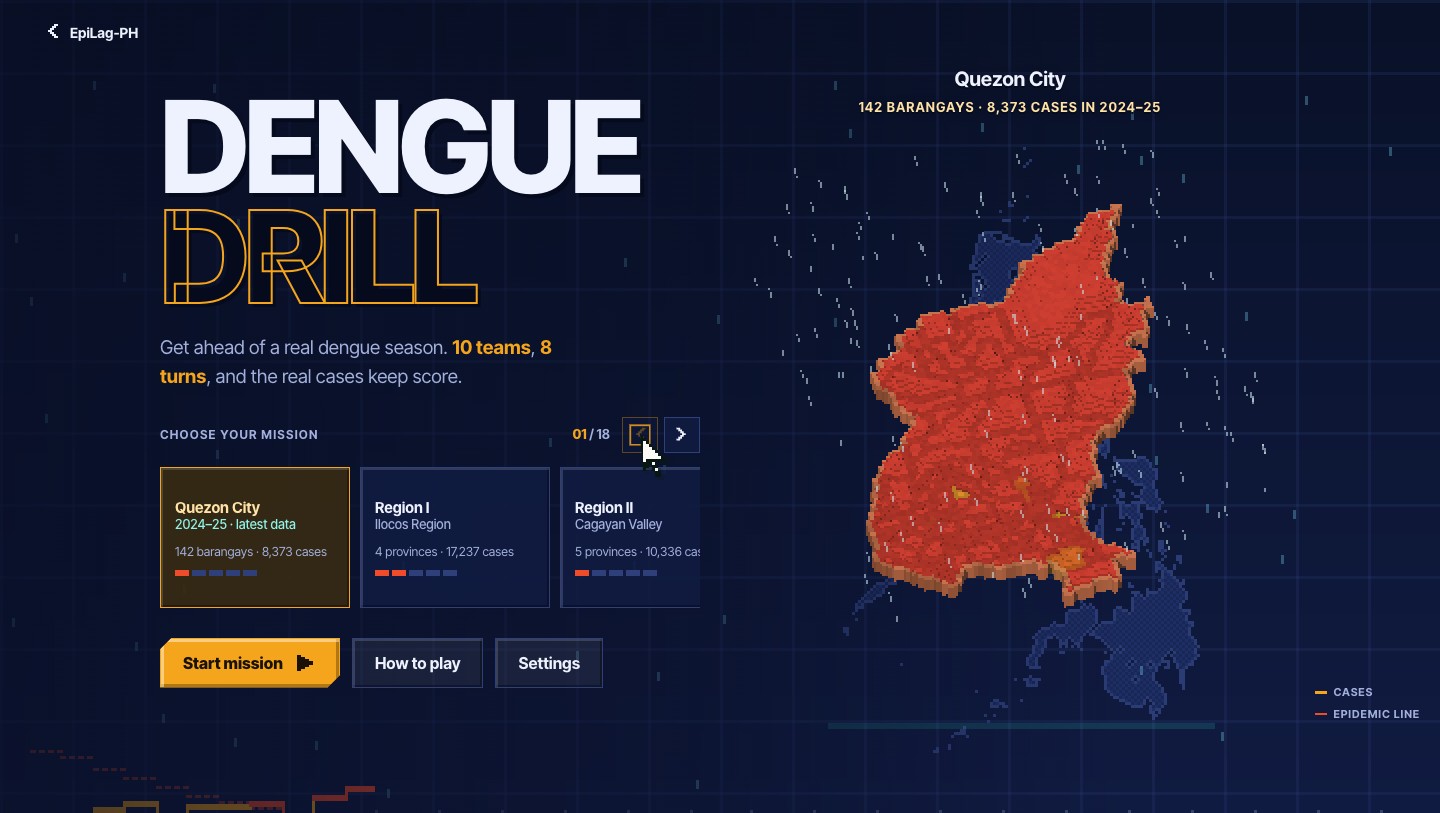 EpiLag-PH
DENGUE
DRILL
Get ahead of a real dengue season. 10 teams, 8
turns, and the real cases keep score.
CHOOSE YOUR MISSION
01 / 18
Quezon City
2024–25 · latest data
142 barangays · 8,373 cases
Region I
Ilocos Region
4 provinces · 17,237 cases
Region II
Cagayan Valley
5 provinces · 10,336 cas
Start mission
How to play
Settings
Quezon City
142 BARANGAYS · 8,373 CASES IN 2024–25
CASES
EPIDEMIC LINE